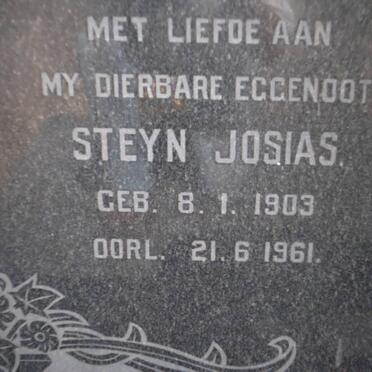 MET LIEFDE AAN
MY DIERBARE EGGENOOT
STEYN JOSIAS.
GEB. 8. 1. 1903
OORL. 21. 6 1961.